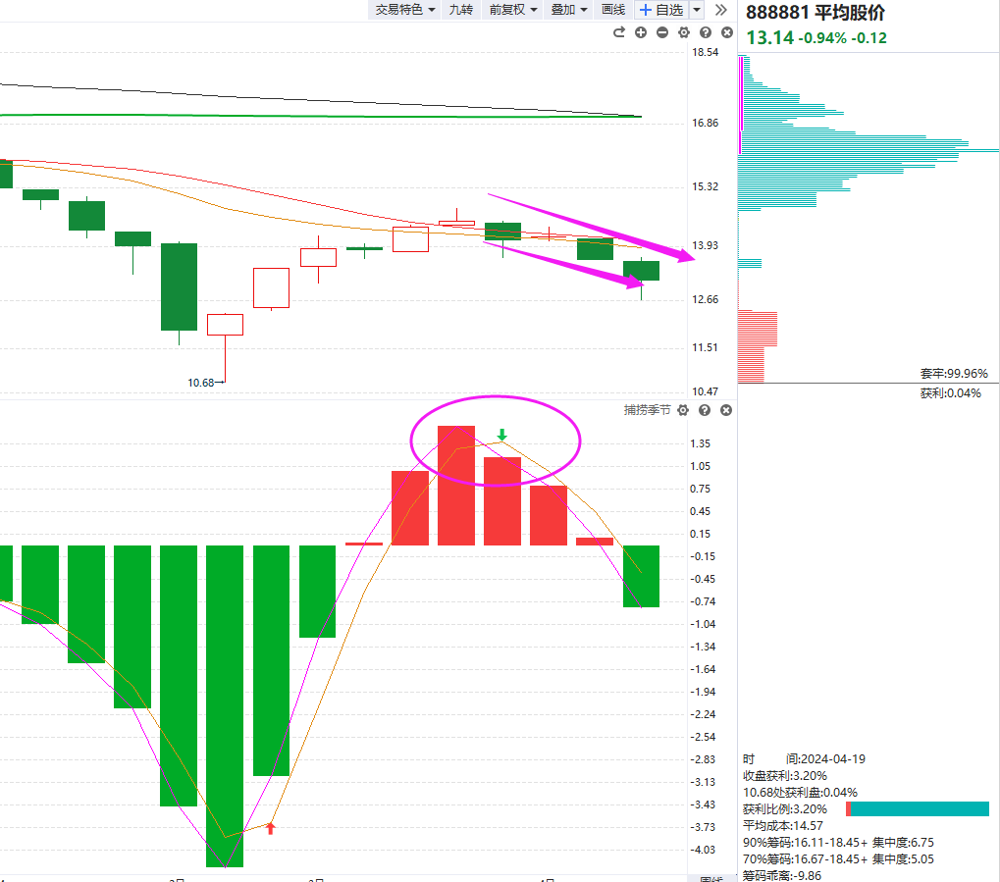 交易特色 九转 前复权 叠加 画线 自选
888881 平均股价
13.14 -0.94% -0.12
18.54
16.86
15.32
13.93
12.66
11.51
10.47
10.68
套牢:99.96%
获利:0.04%
捕捞季节
1.35
1.05
0.75
0.45
0.15
-0.15
-0.45
-0.74
-1.04
-1.34
-1.64
-1.94
-2.24
-2.54
-2.83
-3.13
-3.43
-3.73
-4.03
时 间:2024-04-19
收盘获利:3.20%
10.68处获利盘:0.04%
获利比例:3.20%
平均成本:14.57
90%筹码:16.11-18.45+ 集中度:6.75
70%筹码:16.67-18.45+ 集中度:5.05
筹码乖离:-9.86